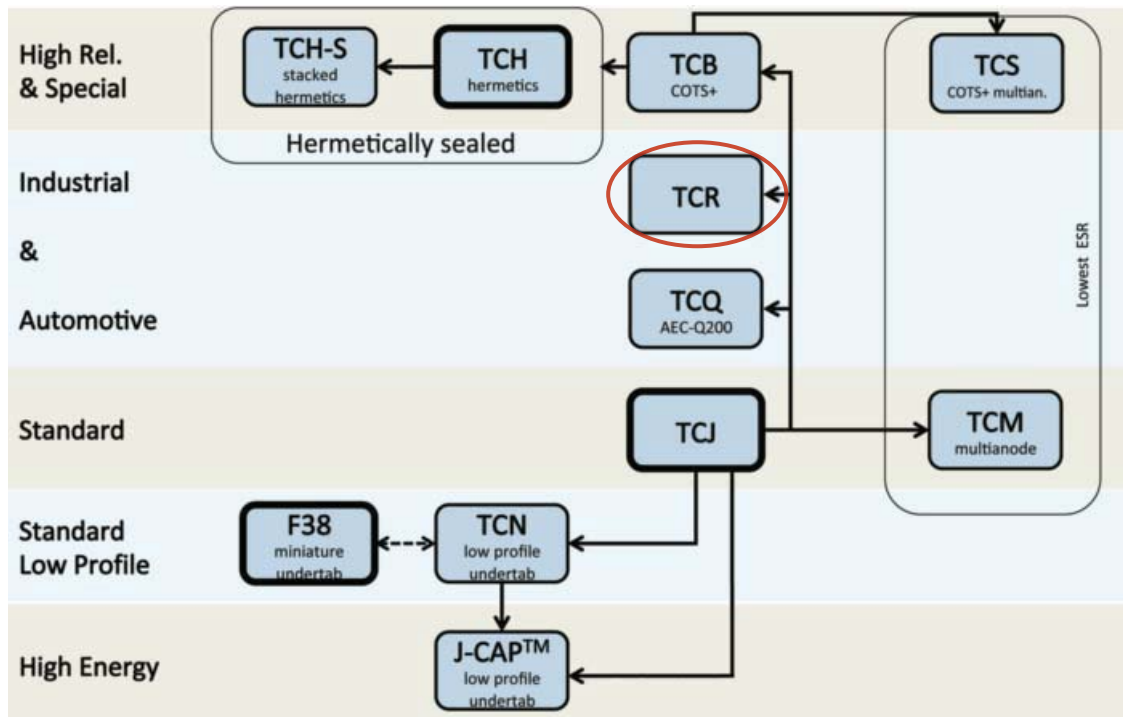 High Rel.
& Special
TCH-S
stacked
hermetics
TCH
hermetics
TCB
COTS+
TCS
COTS+ multian.
Hermetically sealed
Industrial
&
Automotive
TCR
TCQ
AEC-Q200
Lowest ESR
Standard
TCJ
TCM
multianode
Standard
Low Profile
F38
miniature
undertab
TCN
low profile
undertab
High Energy
J-CAP™
low profile
undertab